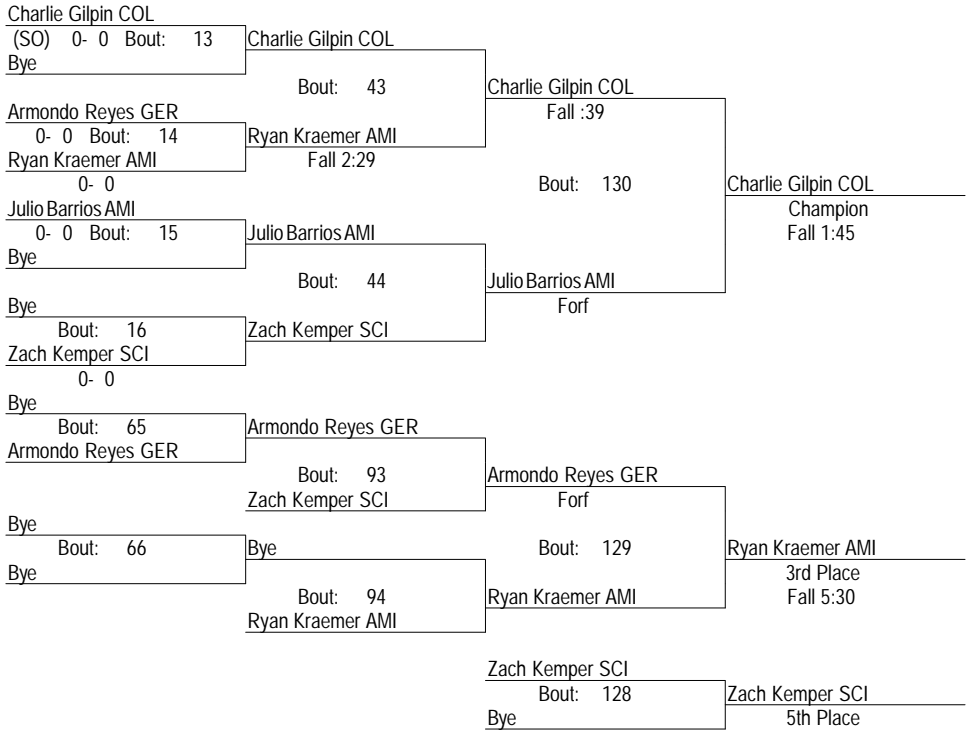 Charlie Gilpin COL
(SO) 0- 0 Bout: 13
Bye
Charlie Gilpin COL
Bout: 43
Armondo Reyes GER
0- 0 Bout: 14
Ryan Kraemer AMI
0- 0
Ryan Kraemer AMI
Fall 2:29
Charlie Gilpin COL
Fall :39
Bout: 130
Julio Barrios AMI
0- 0 Bout: 15
Bye
Julio Barrios AMI
Bout: 44
Bye
Bout: 16
Zach Kemper SCI
0- 0
Zach Kemper SCI
Julio Barrios AMI
Forf
Charlie Gilpin COL
Champion
Fall 1:45
Bye
Bout: 65
Armondo Reyes GER
Armondo Reyes GER
Bout: 93
Zach Kemper SCI
Armondo Reyes GER
Forf
Bye
Bout: 66
Bye
Bye
Bout: 94
Ryan Kraemer AMI
Bout: 129
Ryan Kraemer AMI
Ryan Kraemer AMI
3rd Place
Fall 5:30
Zach Kemper SCI
Bout: 128
Bye
Zach Kemper SCI
5th Place